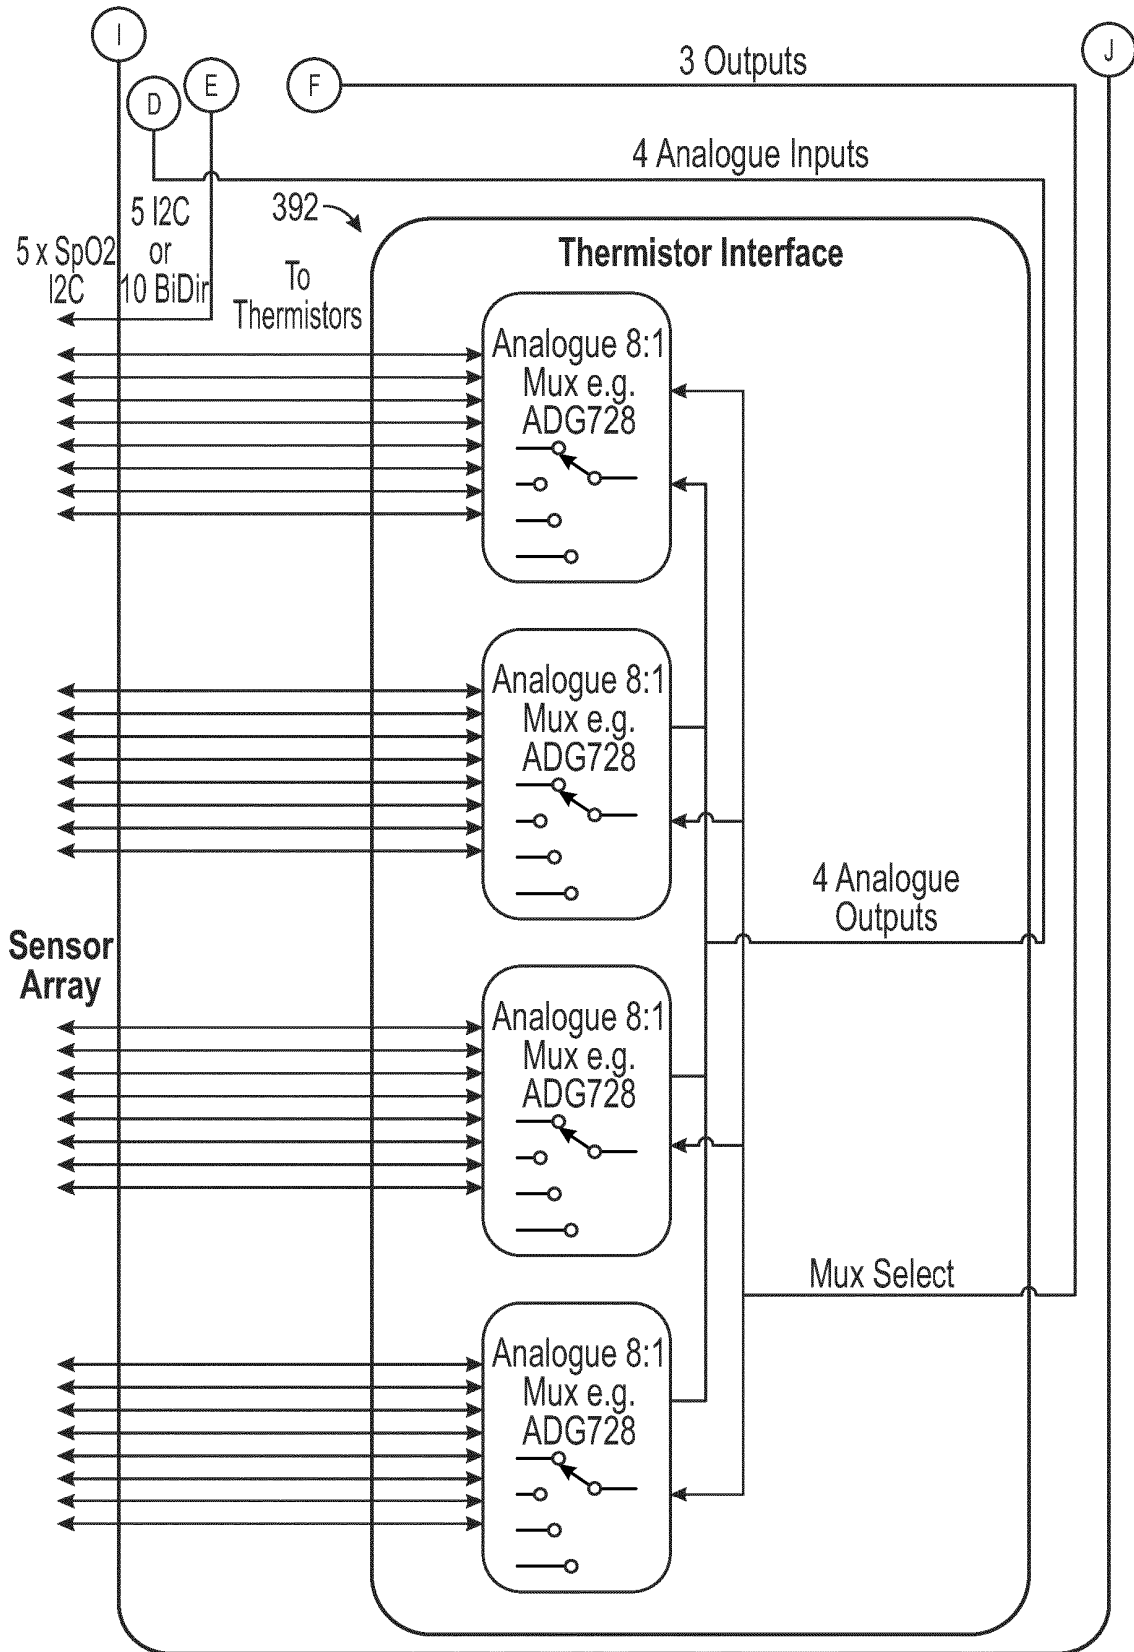 I
J
E
F
D
3 Outputs
4 Analogue Inputs
392
5 I2C
or
10 BiDir
5 x SpO2
I2C
To
Thermistors
Thermistor Interface
Analogue 8:1
Mux e.g.
ADG728
Analogue 8:1
Mux e.g.
ADG728
4 Analogue
Outputs
Sensor
Array
Analogue 8:1
Mux e.g.
ADG728
Mux Select
Analogue 8:1
Mux e.g.
ADG728